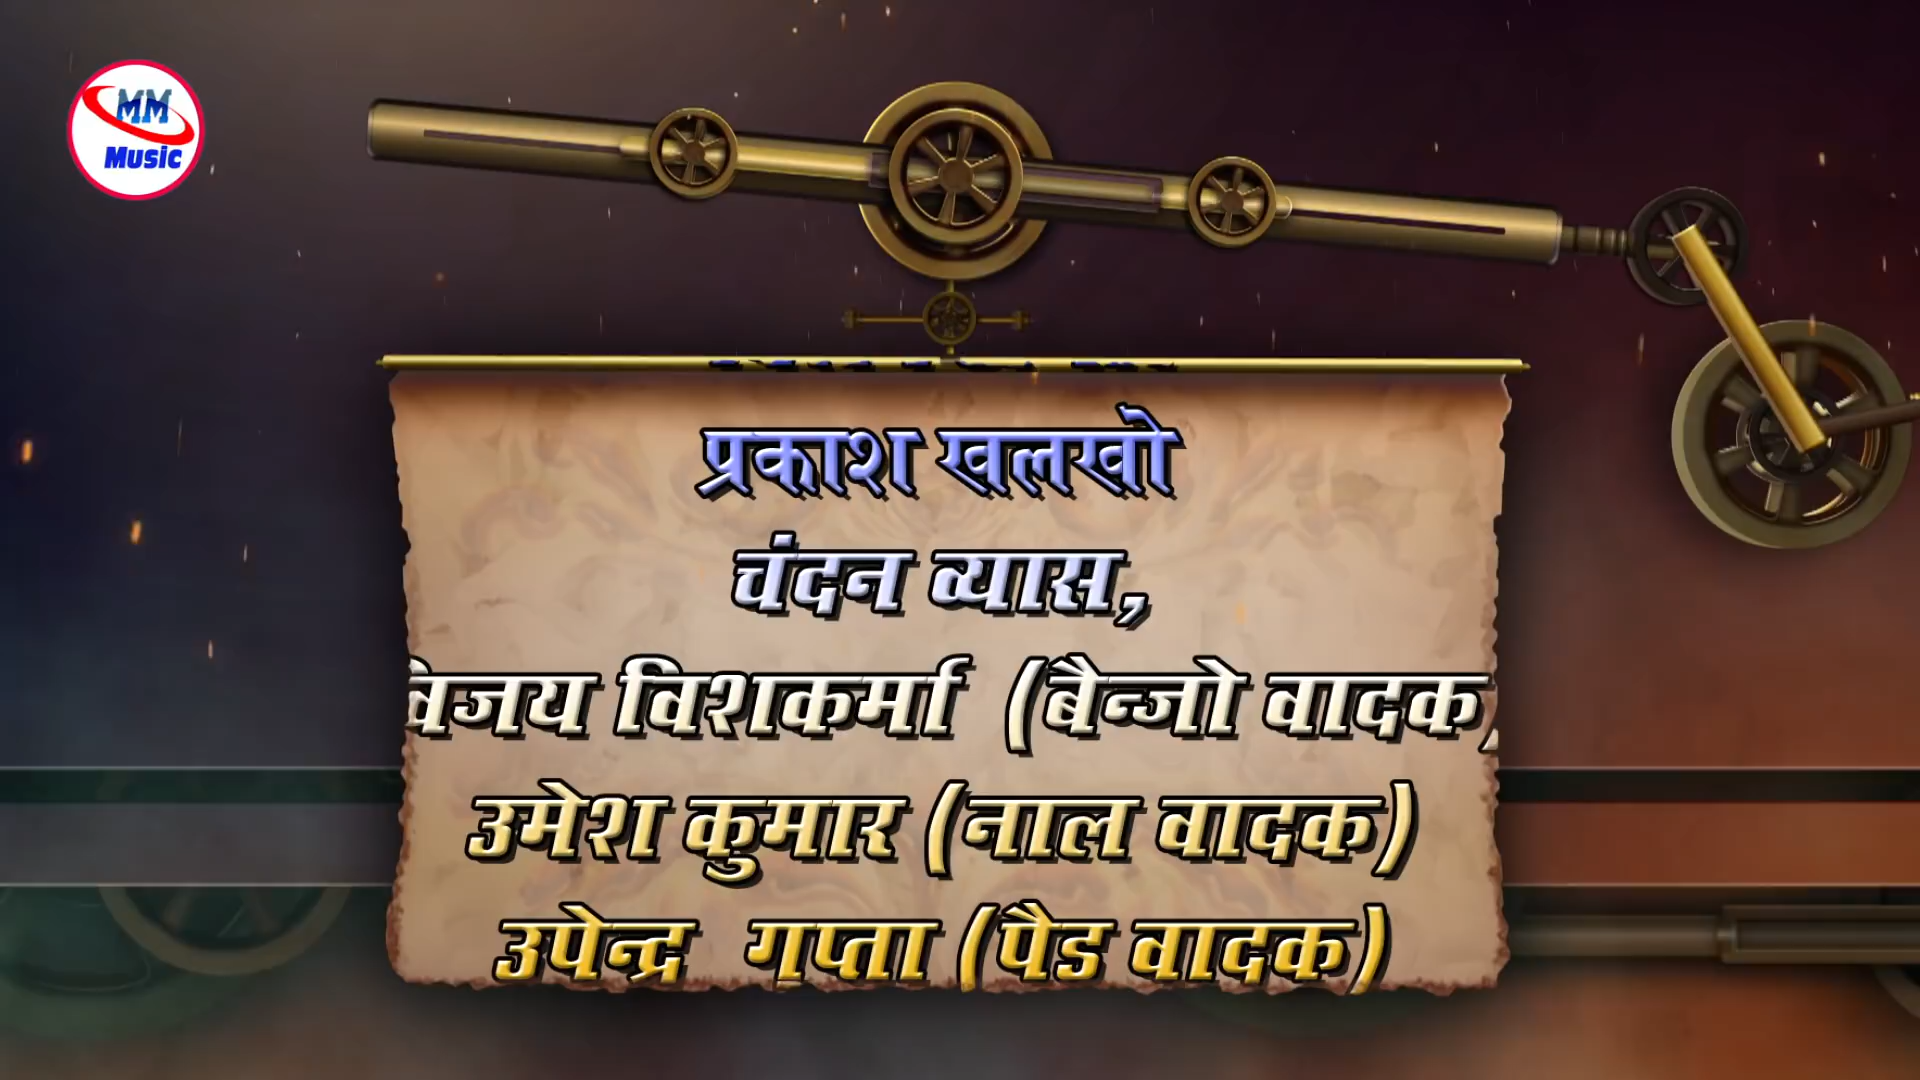 MM
Music
प्रकाश खलखो
चंदन व्यास,
विजय विशकर्मा (बैन्जो वादक)
उमेश कुमार (नाल वादक)
उपेन्द्र गुप्ता (पैड वादक)